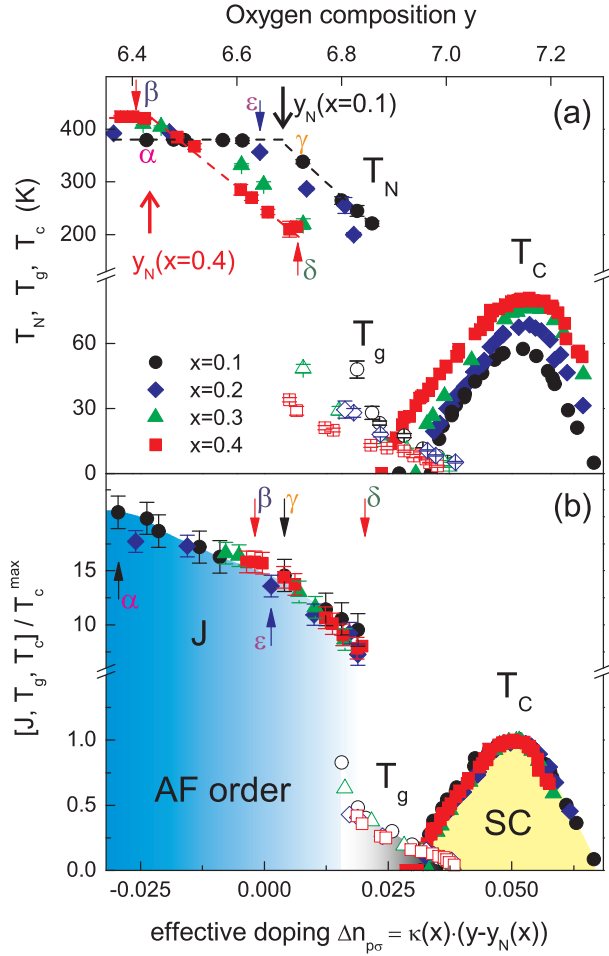 Oxygen composition y
6.4 6.6 6.8 7.0 7.2
β
ε
y_N(x=0.1)
(a)
400
α
γ
T_N
300
200
y_N(x=0.4)
δ
T_N, T_g, T_c (K)
T_C
60
T_g
x=0.1
x=0.2
30
x=0.3
x=0.4
0
β γ δ
(b)
15
α
J
ε
10
[J, T_g, T_c] / T_c^max
T_C
1.0
T_g
AF order
0.5
SC
0.0
-0.025 0.000 0.025 0.050
effective doping Δn_pσ = κ(x)·(y-y_N(x))